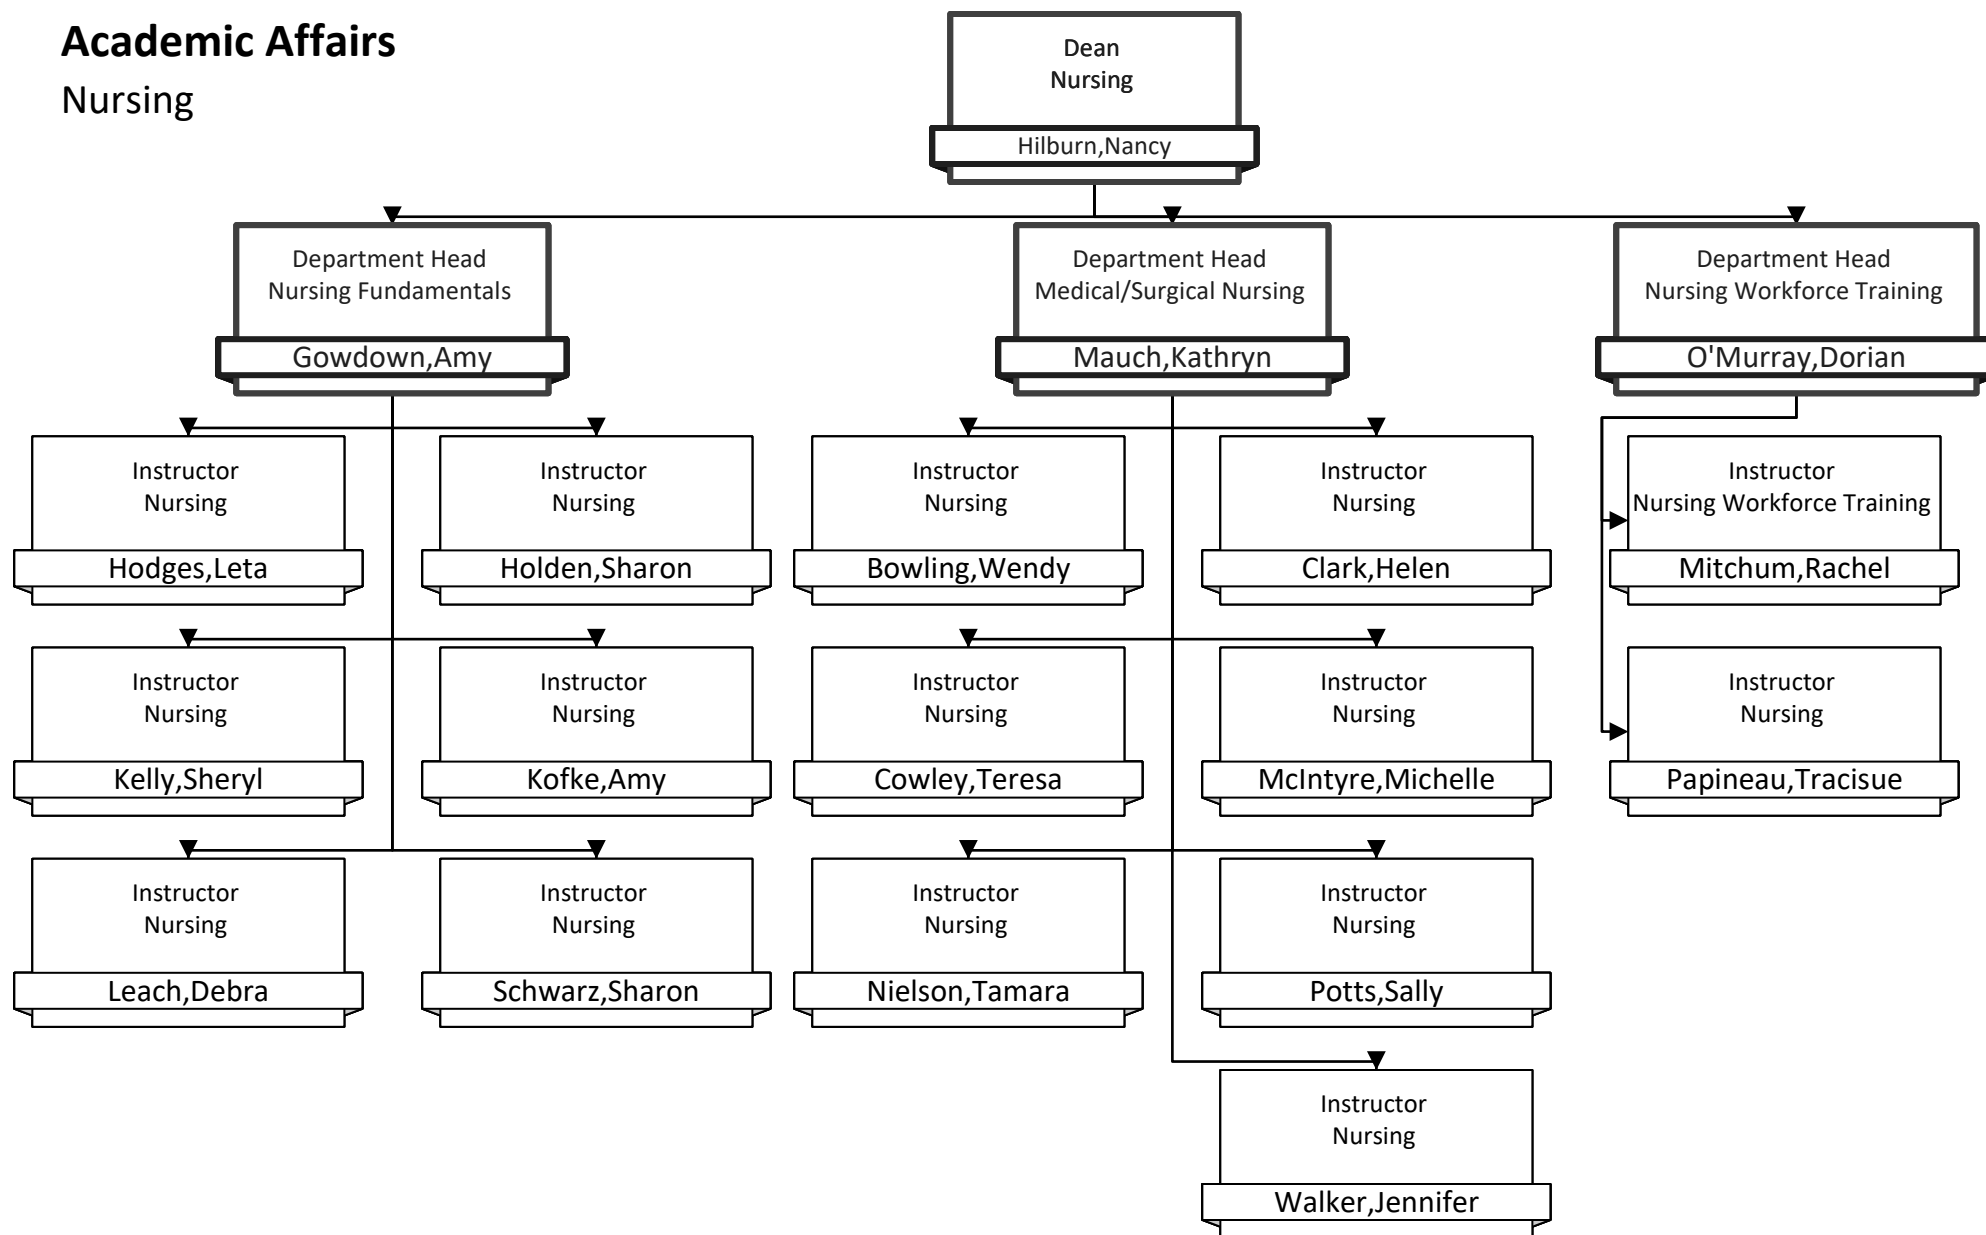 Academic Affairs
Nursing
Dean
Nursing
Hilburn,Nancy
Department Head
Nursing Fundamentals
Gowdown,Amy
Department Head
Medical/Surgical Nursing
Mauch,Kathryn
Department Head
Nursing Workforce Training
O'Murray,Dorian
Instructor
Nursing
Hodges,Leta
Instructor
Nursing
Holden,Sharon
Instructor
Nursing
Bowling,Wendy
Instructor
Nursing
Clark,Helen
Instructor
Nursing Workforce Training
Mitchum,Rachel
Instructor
Nursing
Kelly,Sheryl
Instructor
Nursing
Kofke,Amy
Instructor
Nursing
Cowley,Teresa
Instructor
Nursing
McIntyre,Michelle
Instructor
Nursing
Papineau,Tracisue
Instructor
Nursing
Leach,Debra
Instructor
Nursing
Schwarz,Sharon
Instructor
Nursing
Nielson,Tamara
Instructor
Nursing
Potts,Sally
Instructor
Nursing
Walker,Jennifer